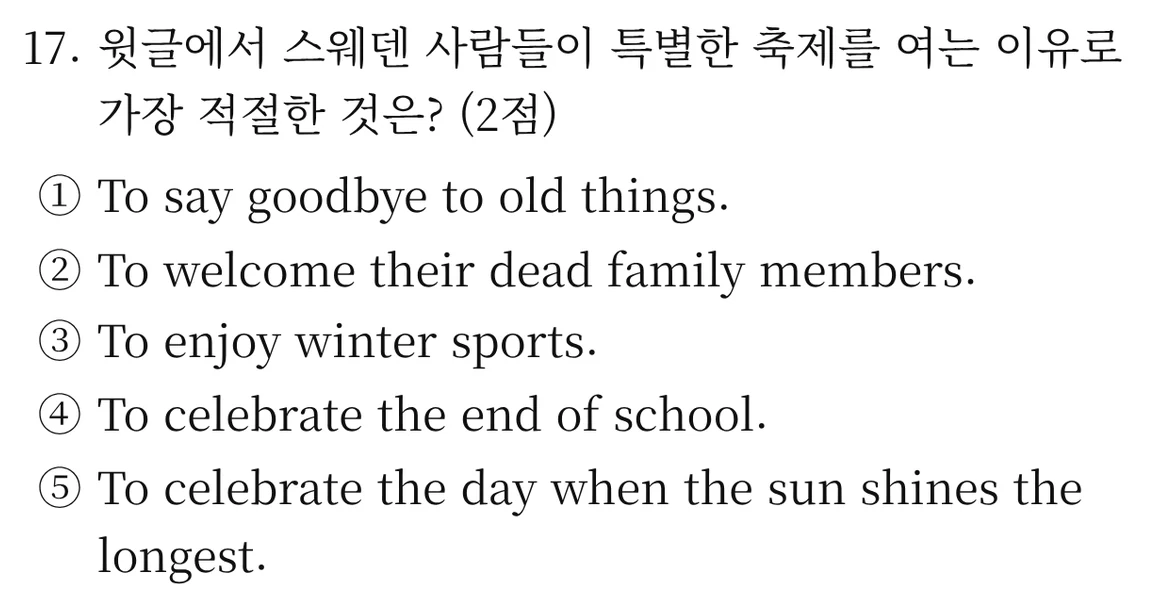 17. 윗글에서 스웨덴 사람들이 특별한 축제를 여는 이유로
가장 적절한 것은? (2점)
① To say goodbye to old things.
② To welcome their dead family members.
③ To enjoy winter sports.
④ To celebrate the end of school.
⑤ To celebrate the day when the sun shines the
longest.